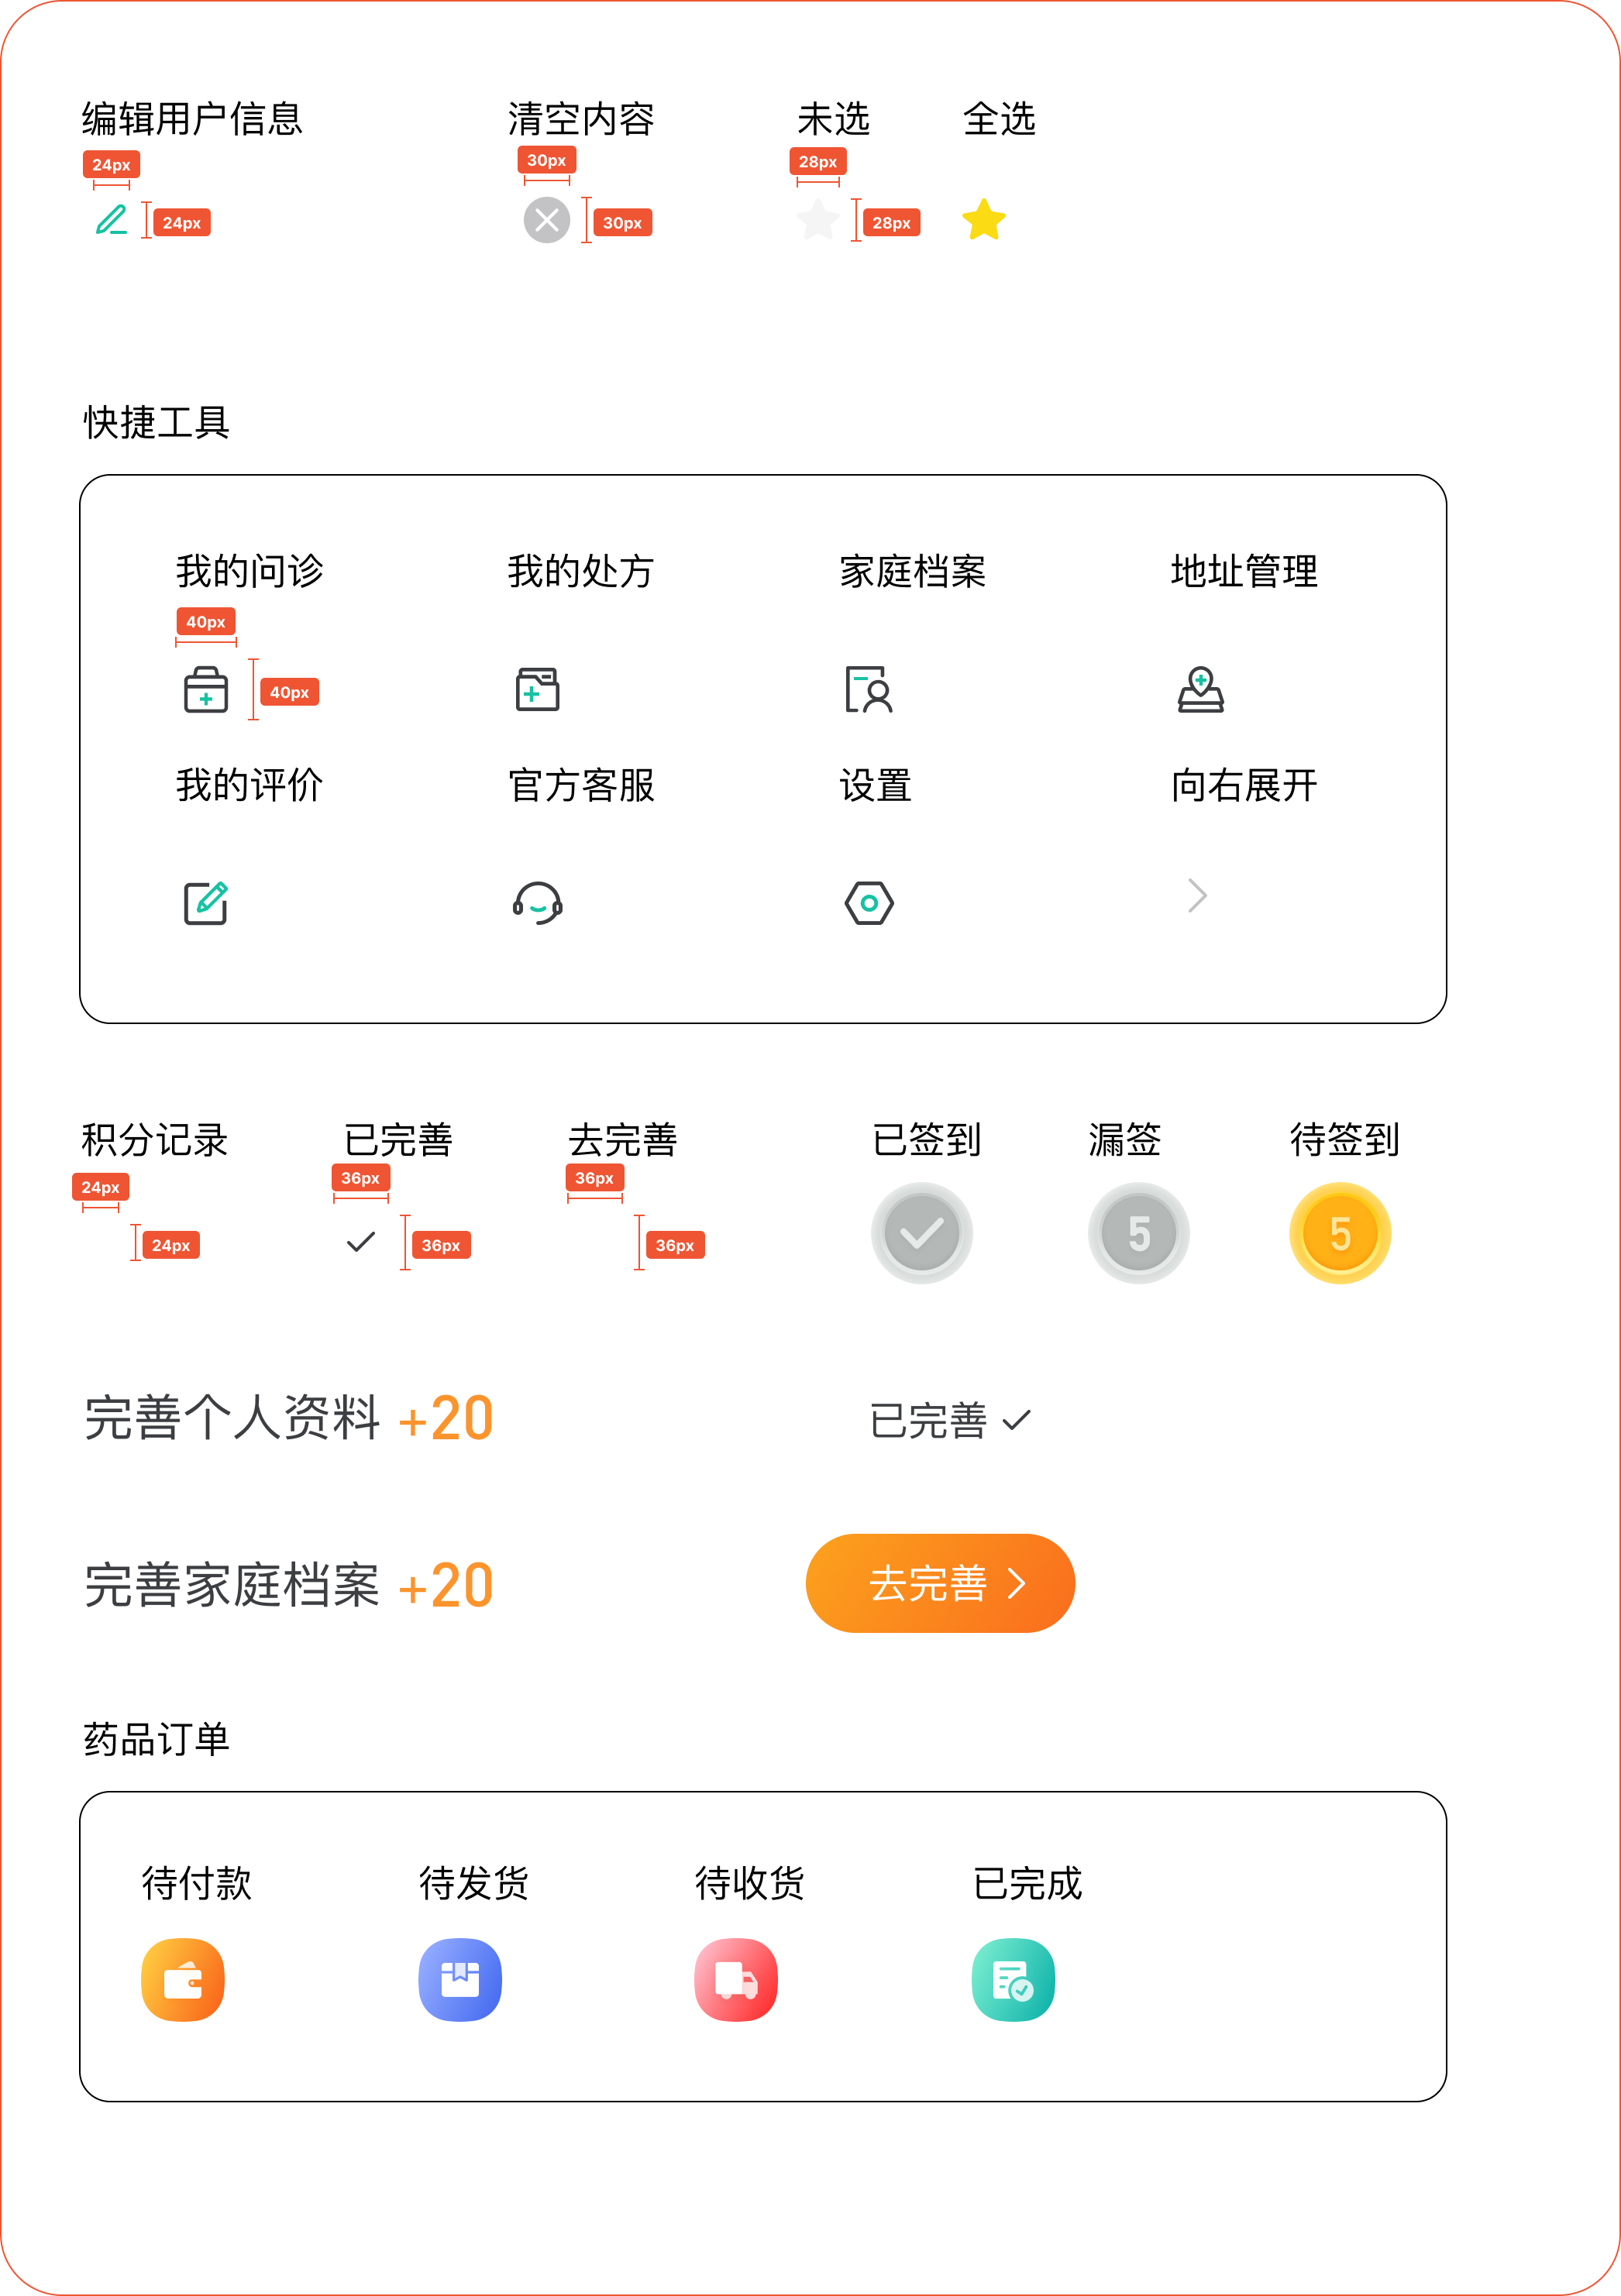 编辑用户信息 清空内容 未选 全选
24px 30px 28px
24px 30px 28px
快捷工具
我的问诊 我的处方 家庭档案 地址管理
40px
40px
我的评价 官方客服 设置 向右展开
积分记录 已完善 去完善 已签到 漏签 待签到
24px 36px 36px
24px 36px 36px 5 5
完善个人资料 +20 已完善
完善家庭档案 +20 去完善
药品订单
待付款 待发货 待收货 已完成